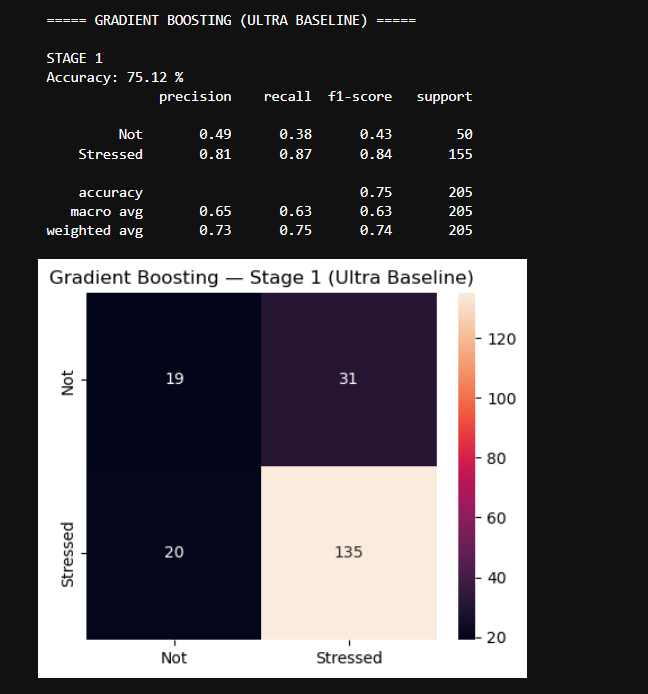 ===== GRADIENT BOOSTING (ULTRA BASELINE) =====
STAGE 1
Accuracy: 75.12 %
precision recall f1-score support
Not 0.49 0.38 0.43 50
Stressed 0.81 0.87 0.84 155
accuracy 0.75 205
macro avg 0.65 0.63 0.63 205
weighted avg 0.73 0.75 0.74 205
Gradient Boosting — Stage 1 (Ultra Baseline)
Not
19
31
Stressed
20
135
Not
Stressed
120
100
80
60
40
20